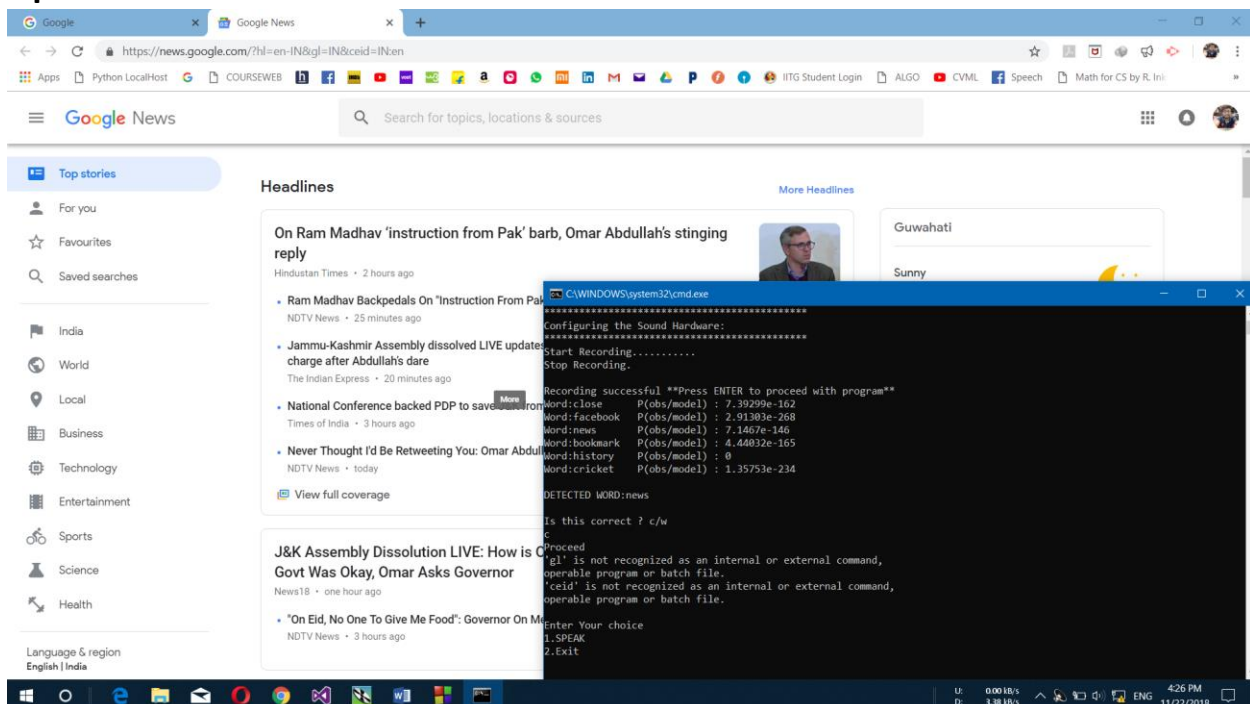 Google
Google News
https://news.google.com/?hl=en-IN&gl=IN&ceid=IN:en
Apps Python LocalHost COURSEWEB IITG Student Login ALGO CVML Speech Math for CS by R. Ini
Google News
Search for topics, locations & sources
Top stories
For you
Favourites
Saved searches
India
World
Local
Business
Technology
Entertainment
Sports
Science
Health
Language & region
English | India
Headlines
More Headlines
On Ram Madhav ‘instruction from Pak’ barb, Omar Abdullah’s stinging
reply
Hindustan Times • 2 hours ago
• Ram Madhav Backpedals On "Instruction From Pak
NDTV News • 25 minutes ago
• Jammu-Kashmir Assembly dissolved LIVE updates
charge after Abdullah's dare
The Indian Express • 20 minutes ago
More
• National Conference backed PDP to save from
Times of India • 3 hours ago
• Never Thought I'd Be Retweeting You: Omar Abdul
NDTV News • today
View full coverage
J&K Assembly Dissolution LIVE: How is
Govt Was Okay, Omar Asks Governor
News18 • one hour ago
• "On Eid, No One To Give Me Food": Governor On
NDTV News • 3 hours ago
Guwahati
Sunny
C:\WINDOWS\system32\cmd.exe
*********************************************
Configuring the Sound Hardware:
*********************************************
Start Recording...........
Stop Recording.
Recording successful **Press ENTER to proceed with program**
Word:close P(obs/model) : 7.39299e-162
Word:facebook P(obs/model) : 2.91303e-268
Word:news P(obs/model) : 7.1467e-146
Word:bookmark P(obs/model) : 4.44032e-165
Word:history P(obs/model) : 0
Word:cricket P(obs/model) : 1.35753e-234
DETECTED WORD:news
Is this correct ? c/w
c
Proceed
'gl' is not recognized as an internal or external command,
operable program or batch file.
'ceid' is not recognized as an internal or external command,
operable program or batch file.
Enter Your choice
1.SPEAK
2.Exit
U: 0.00 kB/s
D: 3.38 kB/s
ENG
4:26 PM
11/22/2018